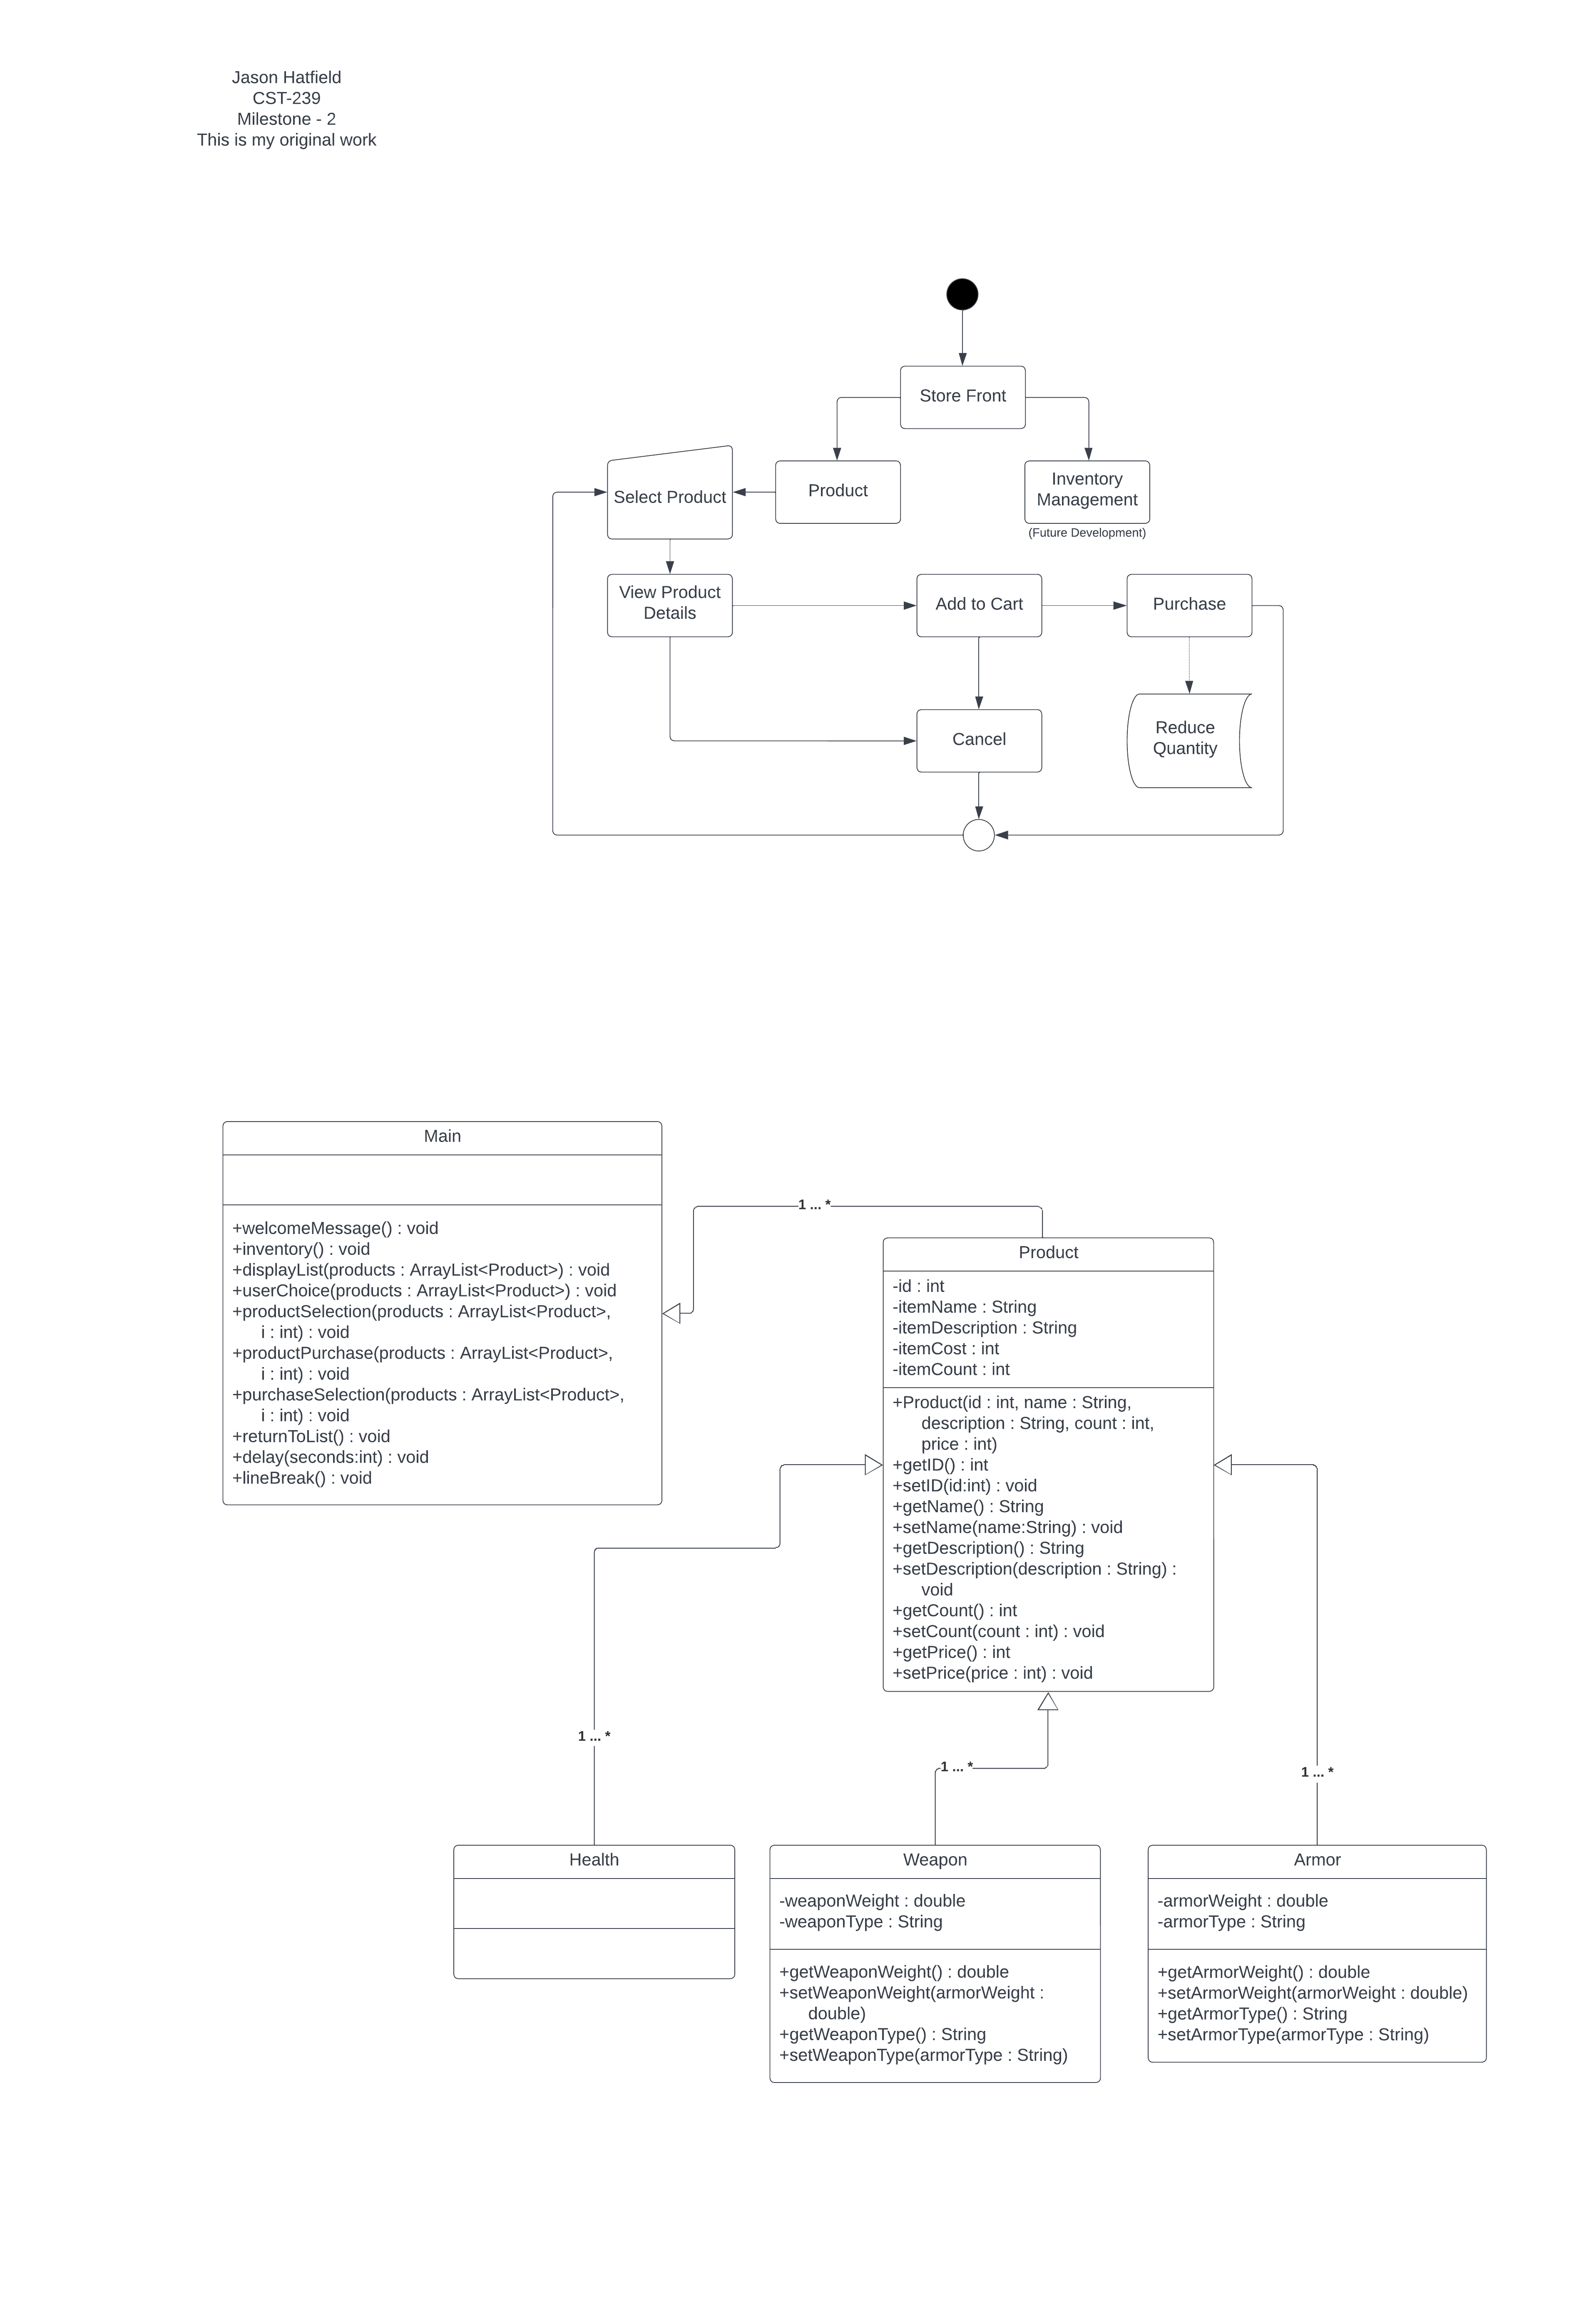 Jason Hatfield
CST-239
Milestone - 2
This is my original work
Store Front
Select Product
Product
Inventory
Management
(Future Development)
View Product
Details
Add to Cart
Purchase
Cancel
Reduce
Quantity
Main
+welcomeMessage() : void
+inventory() : void
+displayList(products : ArrayList<Product>) : void
+userChoice(products : ArrayList<Product>) : void
+productSelection(products : ArrayList<Product>,
i : int) : void
+productPurchase(products : ArrayList<Product>,
i : int) : void
+purchaseSelection(products : ArrayList<Product>,
i : int) : void
+returnToList() : void
+delay(seconds:int) : void
+lineBreak() : void
1 ... *
Product
-id : int
-itemName : String
-itemDescription : String
-itemCost : int
-itemCount : int
+Product(id : int, name : String,
description : String, count : int,
price : int)
+getID() : int
+setID(id:int) : void
+getName() : String
+setName(name:String) : void
+getDescription() : String
+setDescription(description : String) :
void
+getCount() : int
+setCount(count : int) : void
+getPrice() : int
+setPrice(price : int) : void
1 ... *
1 ... *
1 ... *
Health
Weapon
-weaponWeight : double
-weaponType : String
+getWeaponWeight() : double
+setWeaponWeight(armorWeight :
double)
+getWeaponType() : String
+setWeaponType(armorType : String)
Armor
-armorWeight : double
-armorType : String
+getArmorWeight() : double
+setArmorWeight(armorWeight : double)
+getArmorType() : String
+setArmorType(armorType : String)